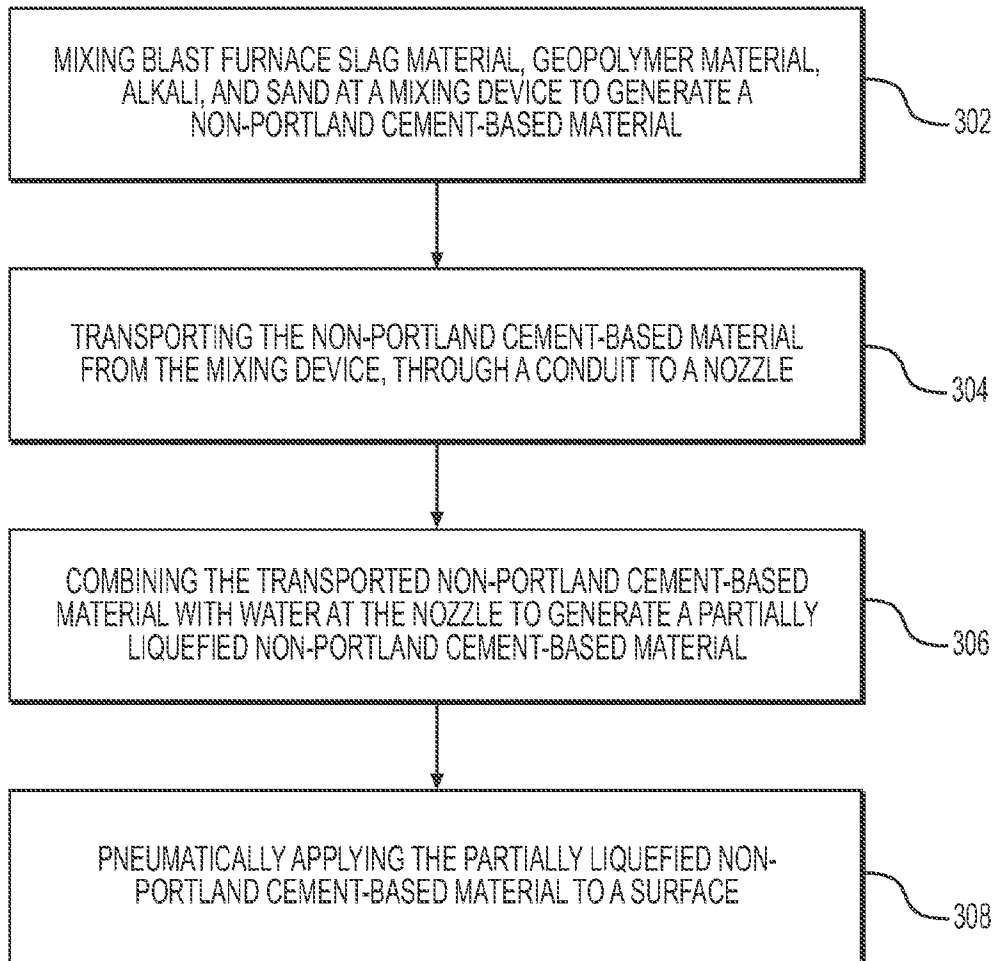 MIXING BLAST FURNACE SLAG MATERIAL, GEOPOLYMER MATERIAL,
ALKALI, AND SAND AT A MIXING DEVICE TO GENERATE A
NON-PORTLAND CEMENT-BASED MATERIAL
302
TRANSPORTING THE NON-PORTLAND CEMENT-BASED MATERIAL
FROM THE MIXING DEVICE, THROUGH A CONDUIT TO A NOZZLE
304
COMBINING THE TRANSPORTED NON-PORTLAND CEMENT-BASED
MATERIAL WITH WATER AT THE NOZZLE TO GENERATE A PARTIALLY
LIQUEFIED NON-PORTLAND CEMENT-BASED MATERIAL
306
PNEUMATICALLY APPLYING THE PARTIALLY LIQUEFIED NON-
PORTLAND CEMENT-BASED MATERIAL TO A SURFACE
308